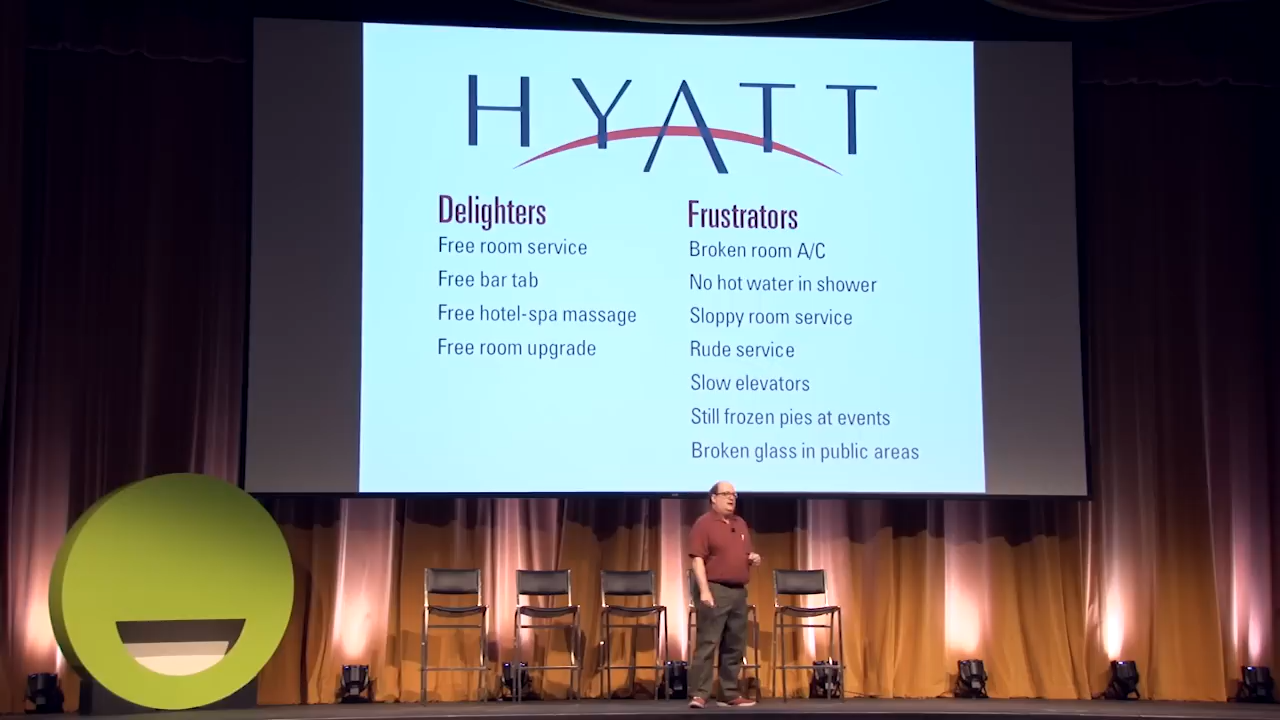 HYATT
Delighters
Free room service
Free bar tab
Free hotel-spa massage
Free room upgrade
Frustrators
Broken room A/C
No hot water in shower
Sloppy room service
Rude service
Slow elevators
Still frozen pies at events
Broken glass in public areas